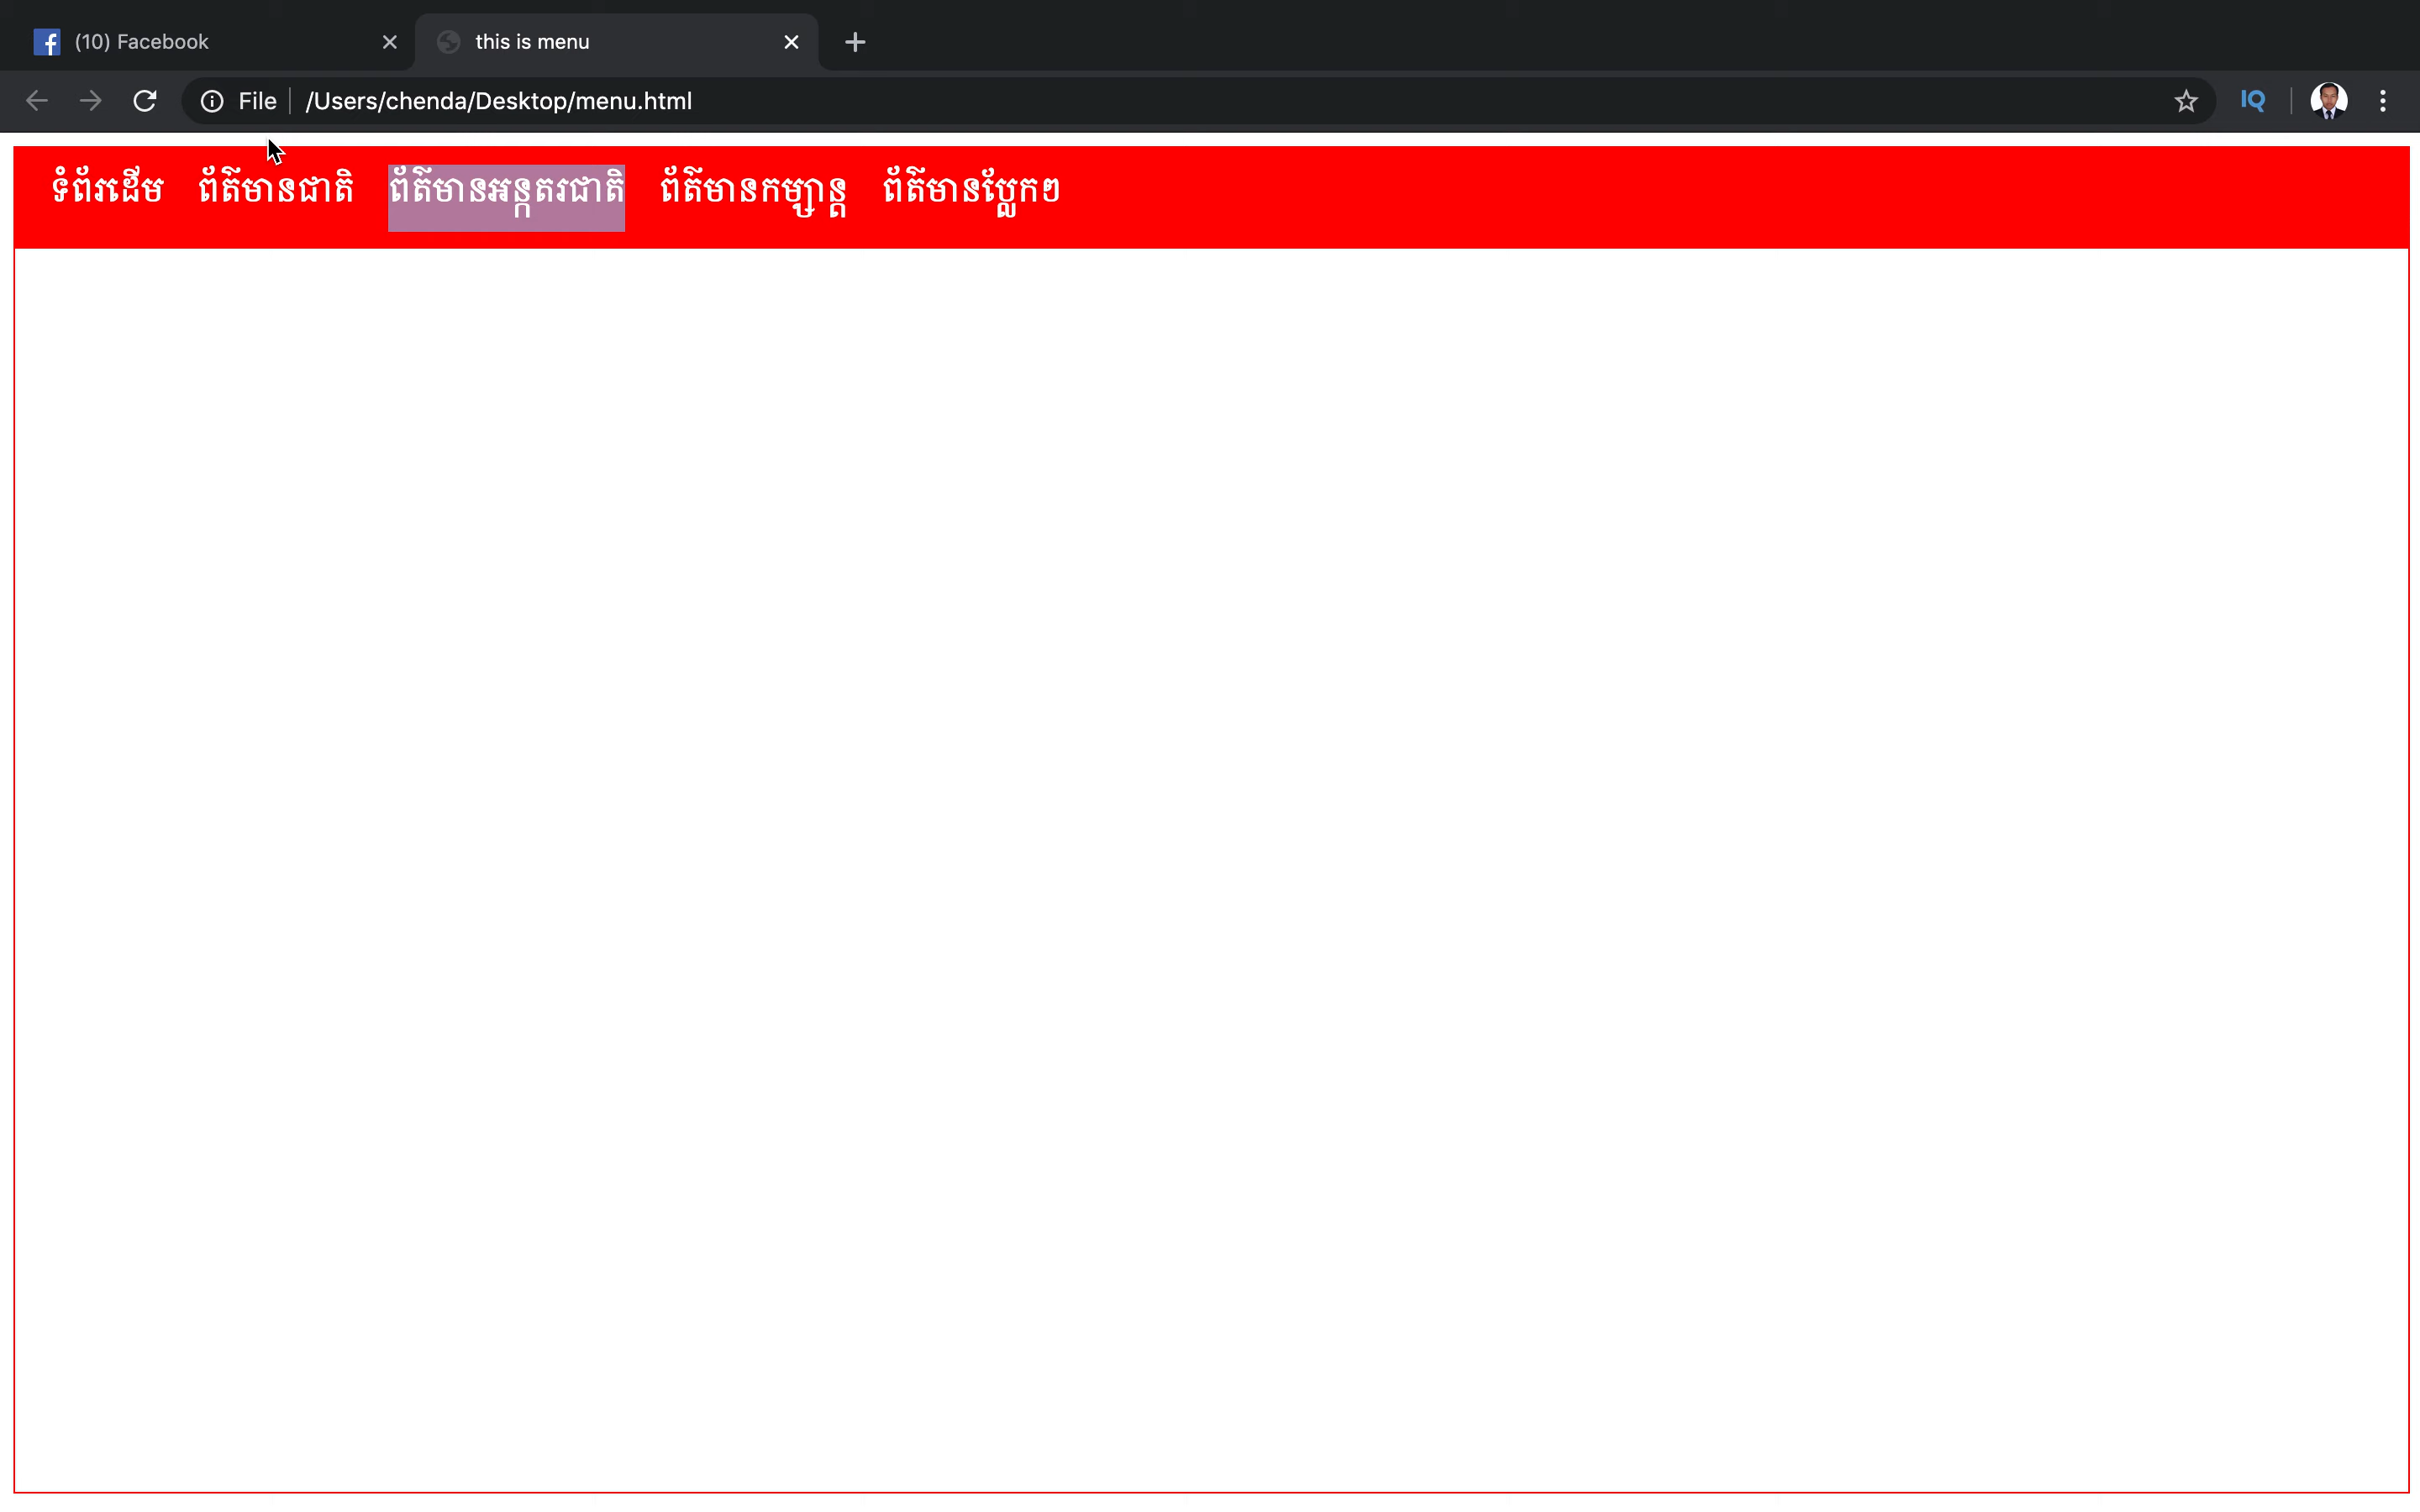 (10) Facebook this is menu
File /Users/chenda/Desktop/menu.html IQ
ទំព័រដើម ព័ត៌មានជាតិ ព័ត៌មានអន្តរជាតិ ព័ត៌មានកម្សាន្ត ព័ត៌មានប្លែកៗ